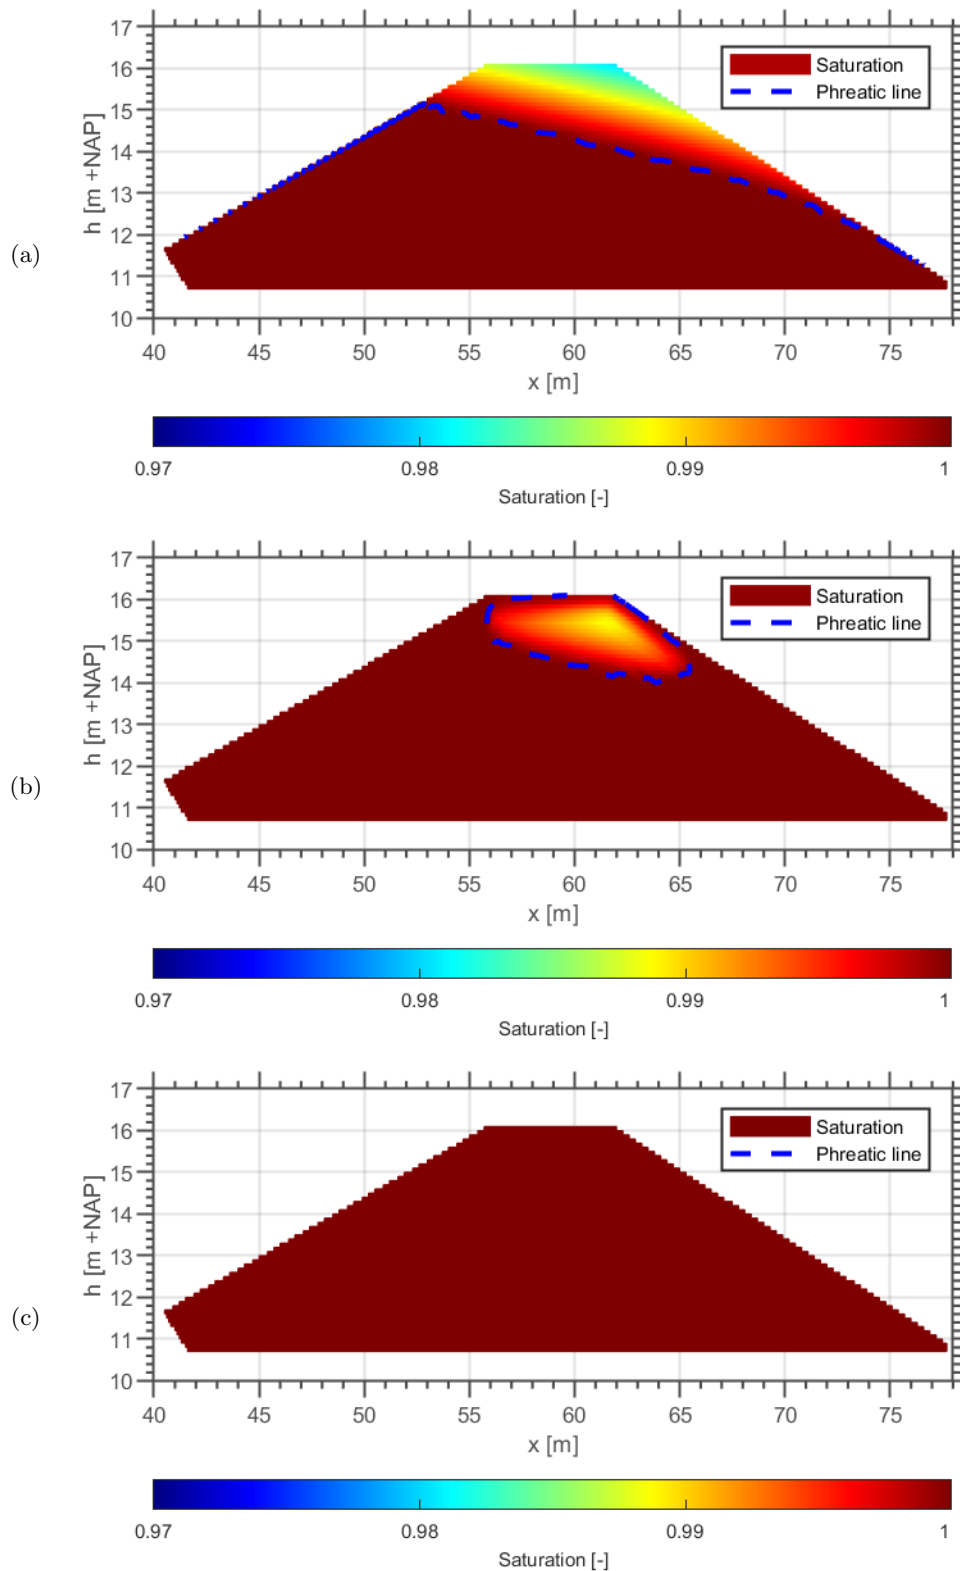 17
16
15
14
13
12
11
10
h [m +NAP]
(a)
Saturation
Phreatic line
40 45 50 55 60 65 70 75
x [m]
0.97 0.98 0.99 1
Saturation [-]
17
16
15
14
13
12
11
10
h [m +NAP]
(b)
Saturation
Phreatic line
40 45 50 55 60 65 70 75
x [m]
0.97 0.98 0.99 1
Saturation [-]
17
16
15
14
13
12
11
10
h [m +NAP]
(c)
Saturation
Phreatic line
40 45 50 55 60 65 70 75
x [m]
0.97 0.98 0.99 1
Saturation [-]